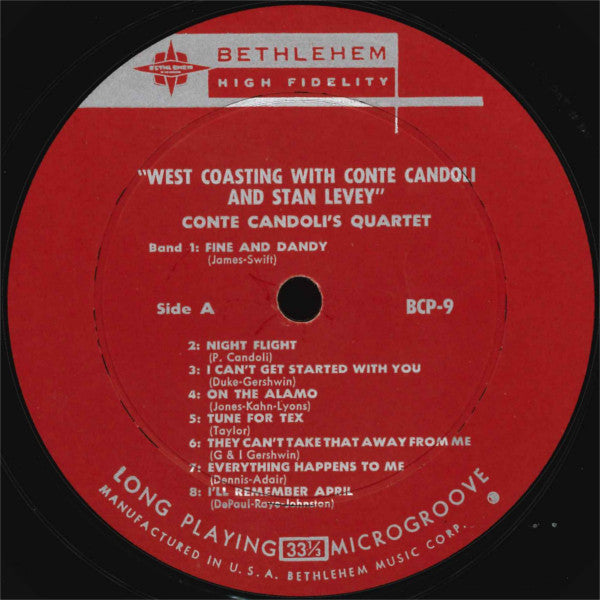 BETHLEHEM
BETHLEHEM
HIGH FIDELITY
"WEST COASTING WITH CONTE CANDOLI
AND STAN LEVEY"
CONTE CANDOLI'S QUARTET
Band 1: FINE AND DANDY
(James-Swift)
Side A
BCP-9
2: NIGHT FLIGHT
(P. Candoli)
3: I CAN'T GET STARTED WITH YOU
(Duke-Gershwin)
4: ON THE ALAMO
(Jones-Kahn-Lyons)
5: TUNE FOR TEX
(Taylor)
6: THEY CAN'T TAKE THAT AWAY FROM ME
(G & I Gershwin)
7: EVERYTHING HAPPENS TO ME
(Dennis-Adair)
8: I'LL REMEMBER APRIL
(DePaul-Raye-Johnston)
LONG PLAYING 33⅓ MICROGROOVE
MANUFACTURED IN U.S.A. BETHLEHEM MUSIC CORP.